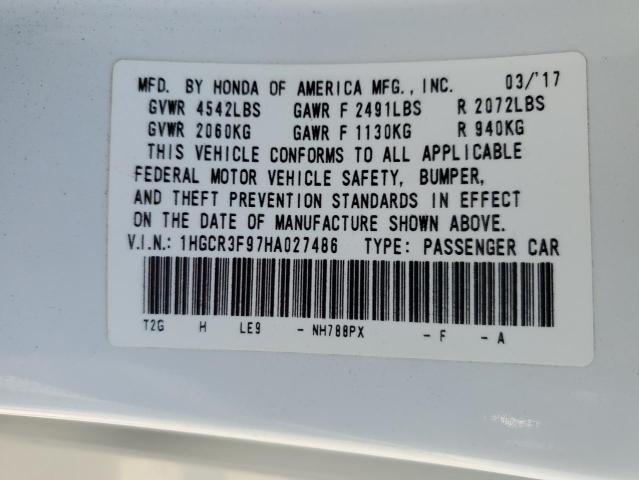 MFD. BY HONDA OF AMERICA MFG., INC. 03/'17
GVWR 4542LBS GAWR F 2491LBS R 2072LBS
GVWR 2060KG GAWR F 1130KG R 940KG
THIS VEHICLE CONFORMS TO ALL APPLICABLE
FEDERAL MOTOR VEHICLE SAFETY, BUMPER,
AND THEFT PREVENTION STANDARDS IN EFFECT
ON THE DATE OF MANUFACTURE SHOWN ABOVE.
V.I.N.: 1HGCR3F97HA027486 TYPE: PASSENGER CAR
T2G H LE9 - NH788PX - F - A